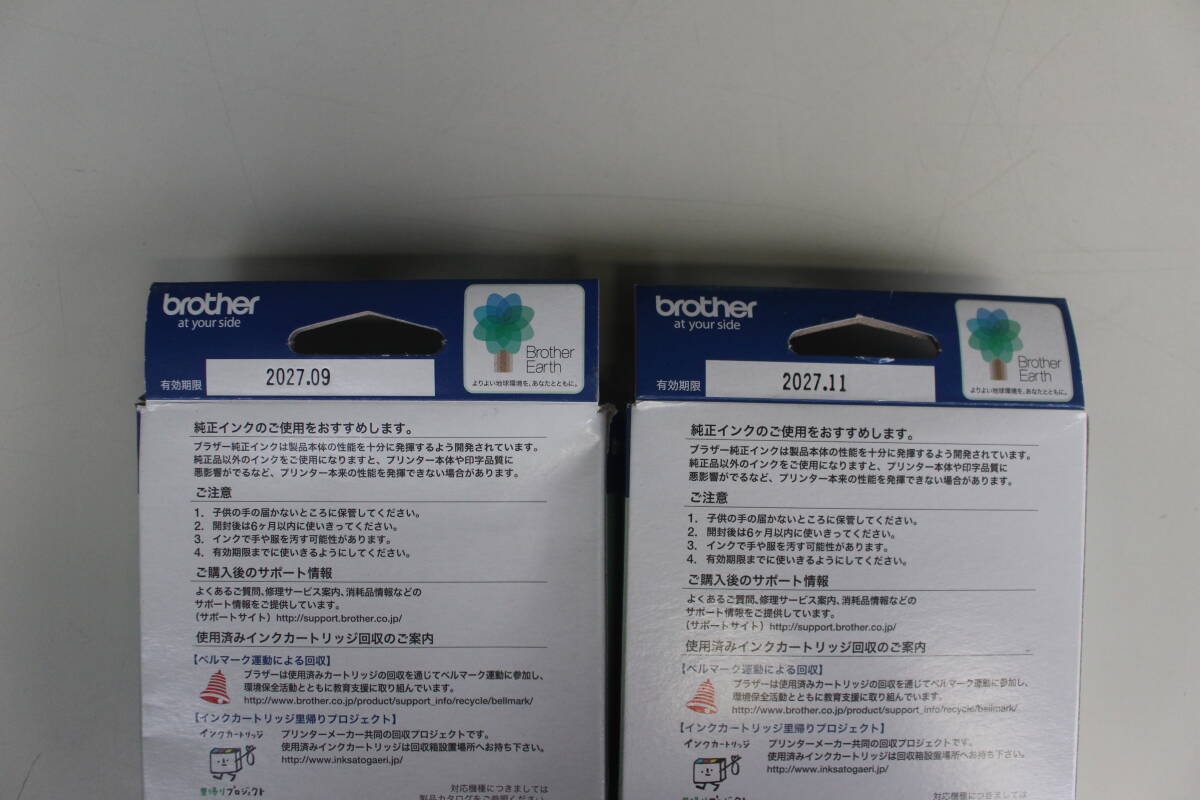 brother
at your side
Brother
Earth
よりよい地球環境を、あなたとともに。
有効期限
2027.09
純正インクのご使用をおすすめします。
ブラザー純正インクは製品本体の性能を十分に発揮するよう開発されています。
純正品以外のインクをご使用になりますと、プリンター本体や印字品質に
悪影響がでるなど、プリンター本来の性能を発揮できない場合があります。
ご注意
1. 子供の手の届かないところに保管してください。
2. 開封後は6ヶ月以内に使いきってください。
3. インクで手や服を汚す可能性があります。
4. 有効期限までに使いきるようにしてください。
ご購入後のサポート情報
よくあるご質問、修理サービス案内、消耗品情報などの
サポート情報をご提供しています。
(サポートサイト) http://support.brother.co.jp/
使用済みインクカートリッジ回収のご案内
【ベルマーク運動による回収】
ブラザーは使用済みカートリッジの回収を通じてベルマーク運動に参加し、
環境保全活動とともに教育支援に取り組んでいます。
http://www.brother.co.jp/product/support_info/recycle/bellmark/
【インクカートリッジ里帰りプロジェクト】
インクカートリッジ
プリンターメーカー共同の回収プロジェクトです。
使用済みインクカートリッジは回収箱設置場所へお持ち下さい。
http://www.inksatogaeri.jp/
里帰りプロジェクト
対応機種につきましては
製品カタログをご参照ください。
brother
at your side
Brother
Earth
よりよい地球環境を、あなたとともに。
有効期限
2027.11
純正インクのご使用をおすすめします。
ブラザー純正インクは製品本体の性能を十分に発揮するよう開発されています。
純正品以外のインクをご使用になりますと、プリンター本体や印字品質に
悪影響がでるなど、プリンター本来の性能を発揮できない場合があります。
ご注意
1. 子供の手の届かないところに保管してください。
2. 開封後は6ヶ月以内に使いきってください。
3. インクで手や服を汚す可能性があります。
4. 有効期限までに使いきるようにしてください。
ご購入後のサポート情報
よくあるご質問、修理サービス案内、消耗品情報などの
サポート情報をご提供しています。
(サポートサイト) http://support.brother.co.jp/
使用済みインクカートリッジ回収のご案内
【ベルマーク運動による回収】
ブラザーは使用済みカートリッジの回収を通じてベルマーク運動に参加し、
環境保全活動とともに教育支援に取り組んでいます。
http://www.brother.co.jp/product/support_info/recycle/bellmark/
【インクカートリッジ里帰りプロジェクト】
インクカートリッジ
プリンターメーカー共同の回収プロジェクトです。
使用済みインクカートリッジは回収箱設置場所へお持ち下さい。
http://www.inksatogaeri.jp/
里帰りプロジェクト
対応機種につきましては